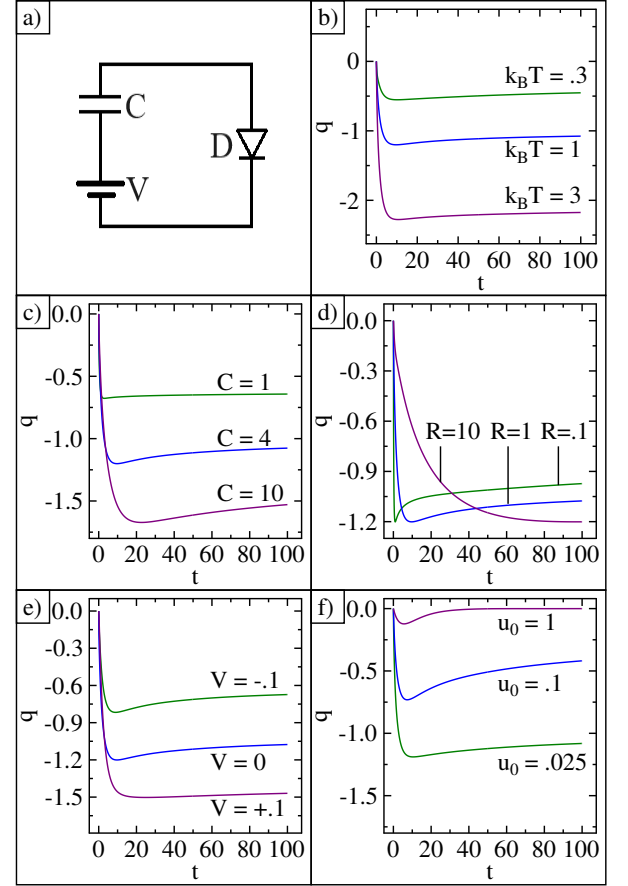 a)
C
D
V
b)
0
-1
-2
q
k_BT = .3
k_BT = 1
k_BT = 3
0 20 40 60 80 100
t
c)
0.0
-0.5
-1.0
-1.5
q
C = 1
C = 4
C = 10
0 20 40 60 80 100
t
d)
0.0
-0.3
-0.6
-0.9
-1.2
q
R=10 R=1 R=.1
0 20 40 60 80 100
t
e)
0.0
-0.3
-0.6
-0.9
-1.2
-1.5
q
V = -.1
V = 0
V = +.1
0 20 40 60 80 100
t
f)
0.0
-0.5
-1.0
-1.5
q
u_0 = 1
u_0 = .1
u_0 = .025
0 20 40 60 80 100
t